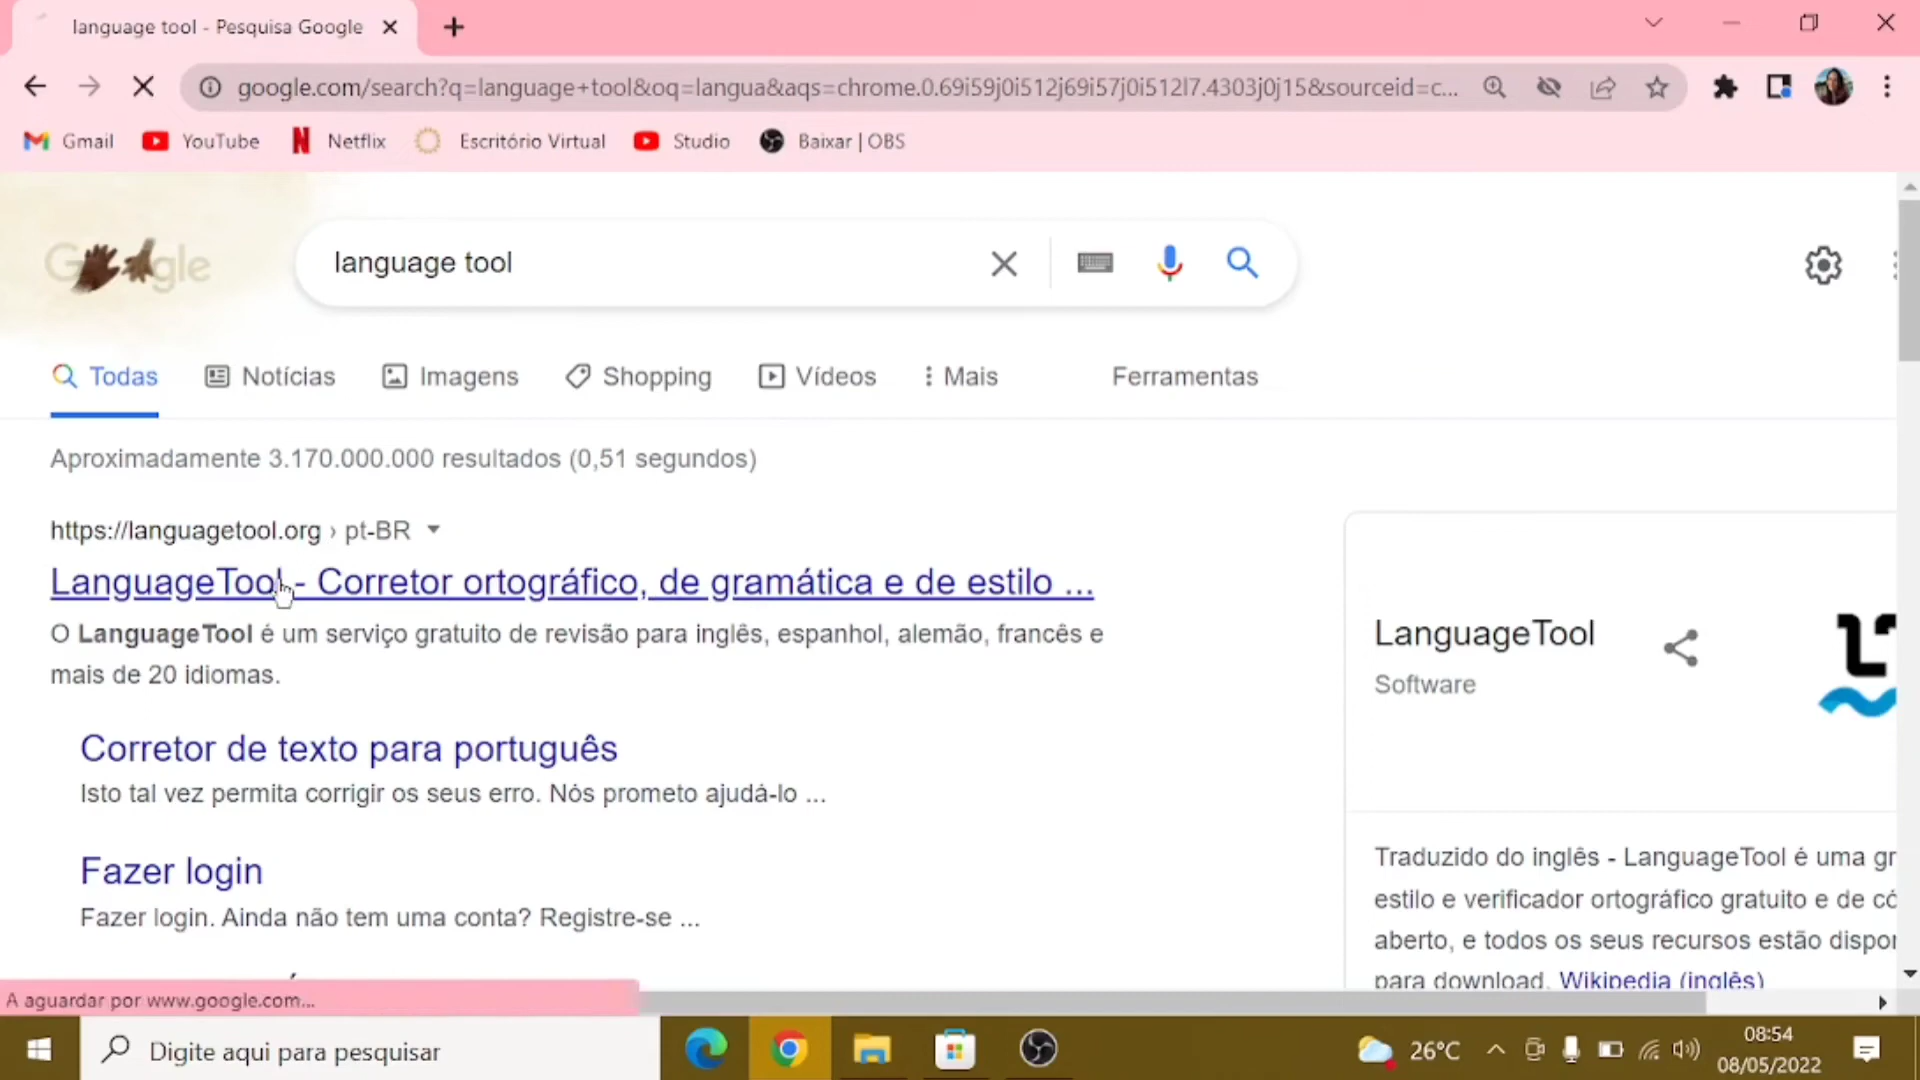 language tool - Pesquisa Google
google.com/search?q=language+tool&oq=langua&aqs=chrome.0.69i59j0i512j69i57j0i512l7.4303j0j15&sourceid=c...
Gmail YouTube Netflix Escritório Virtual Studio Baixar | OBS
Google
language tool
Todas Notícias Imagens Shopping Vídeos Mais Ferramentas
Aproximadamente 3.170.000.000 resultados (0,51 segundos)
https://languagetool.org › pt-BR
LanguageTool - Corretor ortográfico, de gramática e de estilo ...
O LanguageTool é um serviço gratuito de revisão para inglês, espanhol, alemão, francês e
mais de 20 idiomas.
Corretor de texto para português
Isto tal vez permita corrigir os seus erro. Nós prometo ajudá-lo ...
Fazer login
Fazer login. Ainda não tem uma conta? Registre-se ...
LanguageTool
Software
Traduzido do inglês - LanguageTool é uma gr
estilo e verificador ortográfico gratuito e de có
aberto, e todos os seus recursos estão dispor
para download. Wikipedia (inglês)
A aguardar por www.google.com...
Digite aqui para pesquisar
26°C
08:54
08/05/2022